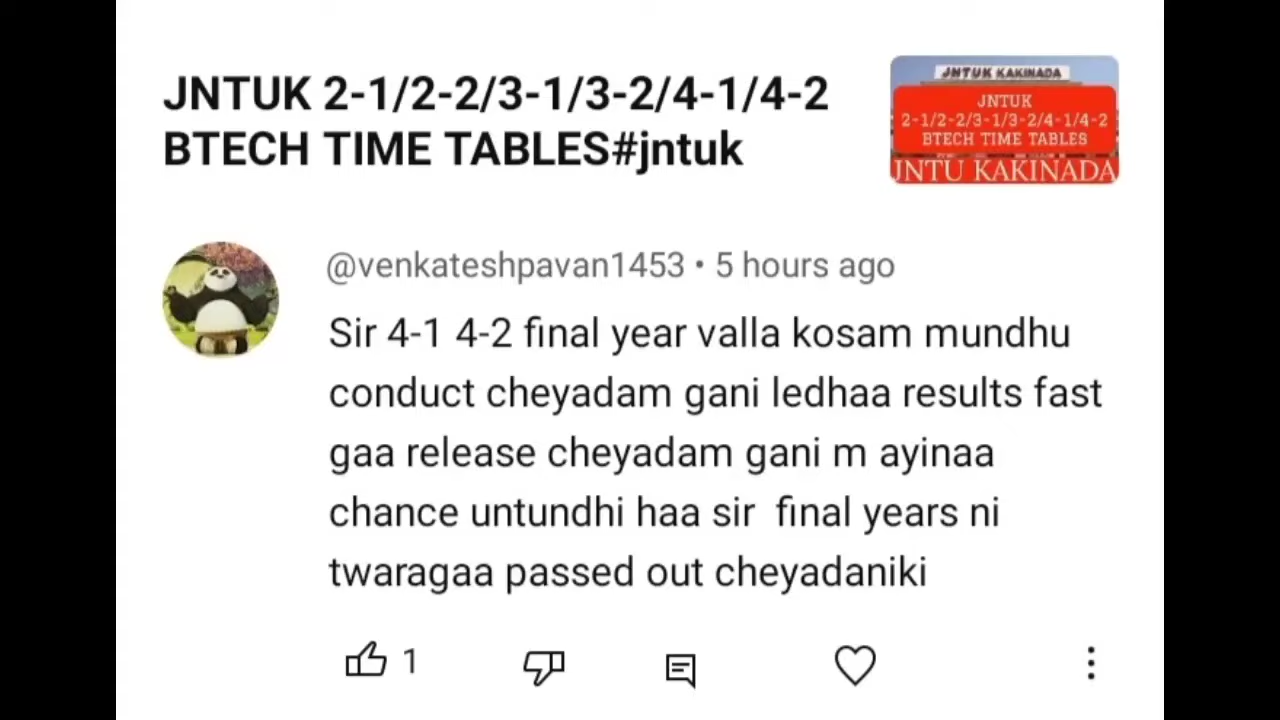 JNTUK 2-1/2-2/3-1/3-2/4-1/4-2
BTECH TIME TABLES#jntuk
JNTUK KAKINADA
JNTUK
2-1/2-2/3-1/3-2/4-1/4-2
BTECH TIME TABLES
JNTU KAKINADA
@venkateshpavan1453 • 5 hours ago
Sir 4-1 4-2 final year valla kosam mundhu
conduct cheyadam gani ledhaa results fast
gaa release cheyadam gani m ayinaa
chance untundhi haa sir final years ni
twaragaa passed out cheyadaniki
1